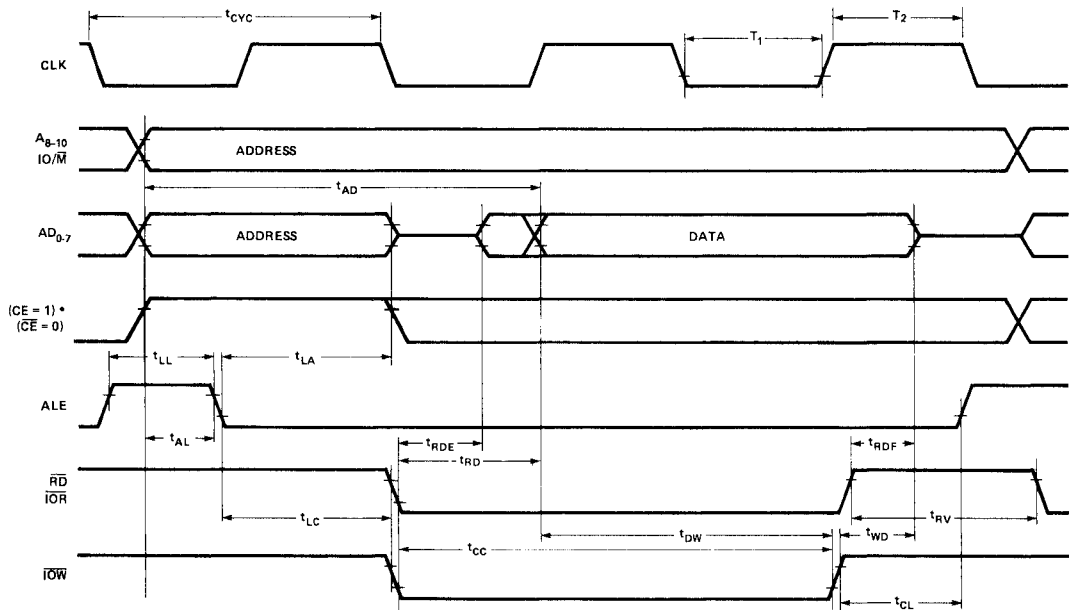 tCYC
T1
T2
CLK
A8-10
IO/M̅
ADDRESS
tAD
AD0-7
ADDRESS
DATA
(CE = 1) •
(C̅E̅ = 0)
tLL
tLA
ALE
tAL
tRDE
tRD
tRDF
R̅D̅
I̅O̅R̅
tLC
tRV
tCC
tDW
tWD
I̅O̅W̅
tCL